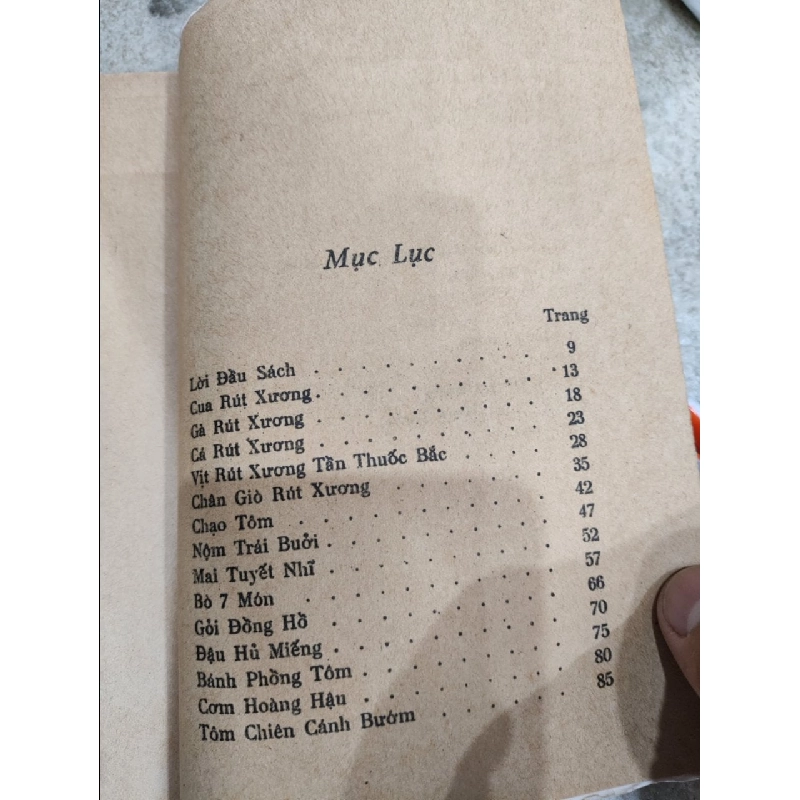 Mục Lục
Trang
Lời Đầu Sách . . . . . . . . . . 9
Cua Rút Xương . . . . . . . . . . 13
Gà Rút Xương . . . . . . . . . . 18
Cá Rút Xương . . . . . . . . . . 23
Vịt Rút Xương Tần Thuốc Bắc . . . . 28
Chân Giò Rút Xương . . . . . . . 35
Chạo Tôm . . . . . . . . . . . 42
Nộm Trái Bưởi . . . . . . . . . . 47
Mai Tuyết Nhĩ . . . . . . . . . . 52
Bò 7 Món . . . . . . . . . . . 57
Gỏi Đồng Hồ . . . . . . . . . . 66
Đậu Hủ Miếng . . . . . . . . . . 70
Bánh Phồng Tôm . . . . . . . . . 75
Cơm Hoàng Hậu . . . . . . . . . 80
Tôm Chiên Cánh Bướm . . . . . . 85